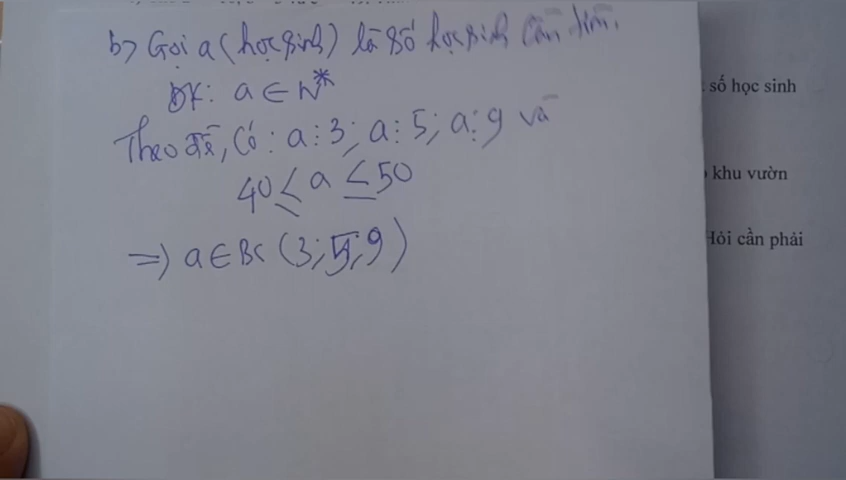 b) Gọi a (học sinh) là số học sinh cần tìm.
ĐK: a ∈ N*
Theo đề, Có: a ⋮ 3; a ⋮ 5; a ⋮ 9 và
40 ≤ a ≤ 50
=> a ∈ BC (3; 5; 9)
số học sinh
khu vườn
Hỏi cần phải